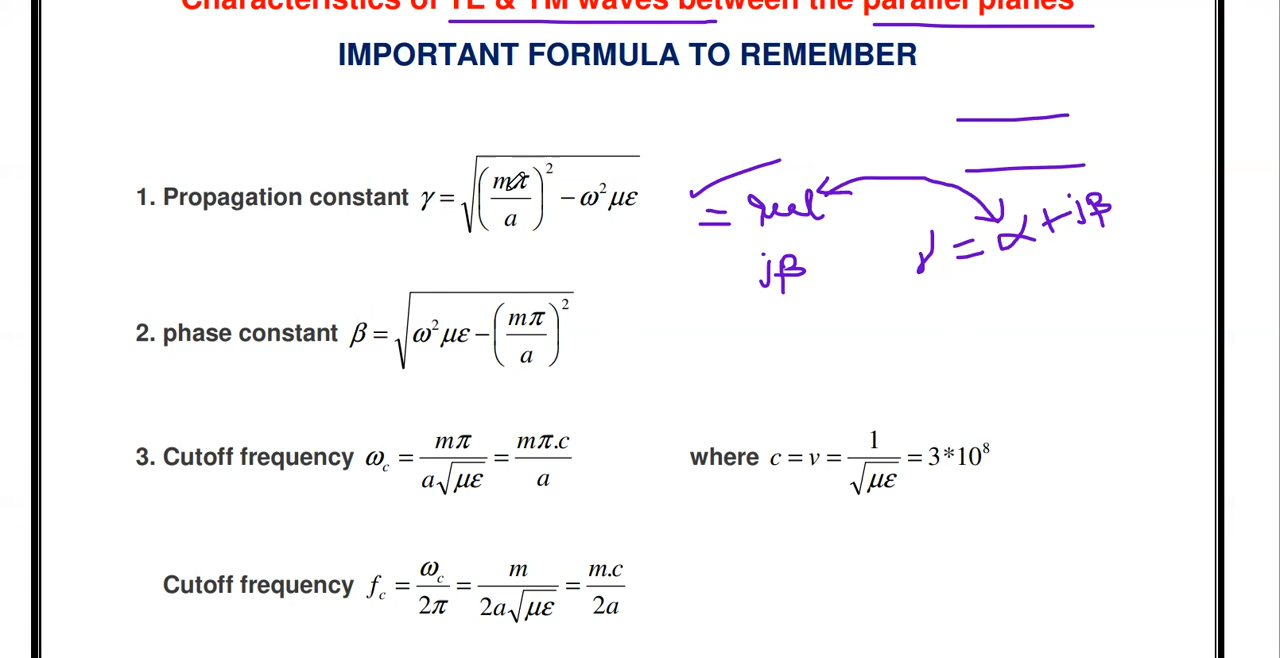 Characteristics of TE & TM waves between the parallel planes
IMPORTANT FORMULA TO REMEMBER
1. Propagation constant γ = √((mπ/a)² − ω²με)
= real
jβ
γ = α + jβ
2. phase constant β = √(ω²με − (mπ/a)²)
3. Cutoff frequency ω_c = mπ/(a√με) = mπ.c/a where c = v = 1/√με = 3*10⁸
Cutoff frequency f_c = ω_c/2π = m/(2a√με) = m.c/2a